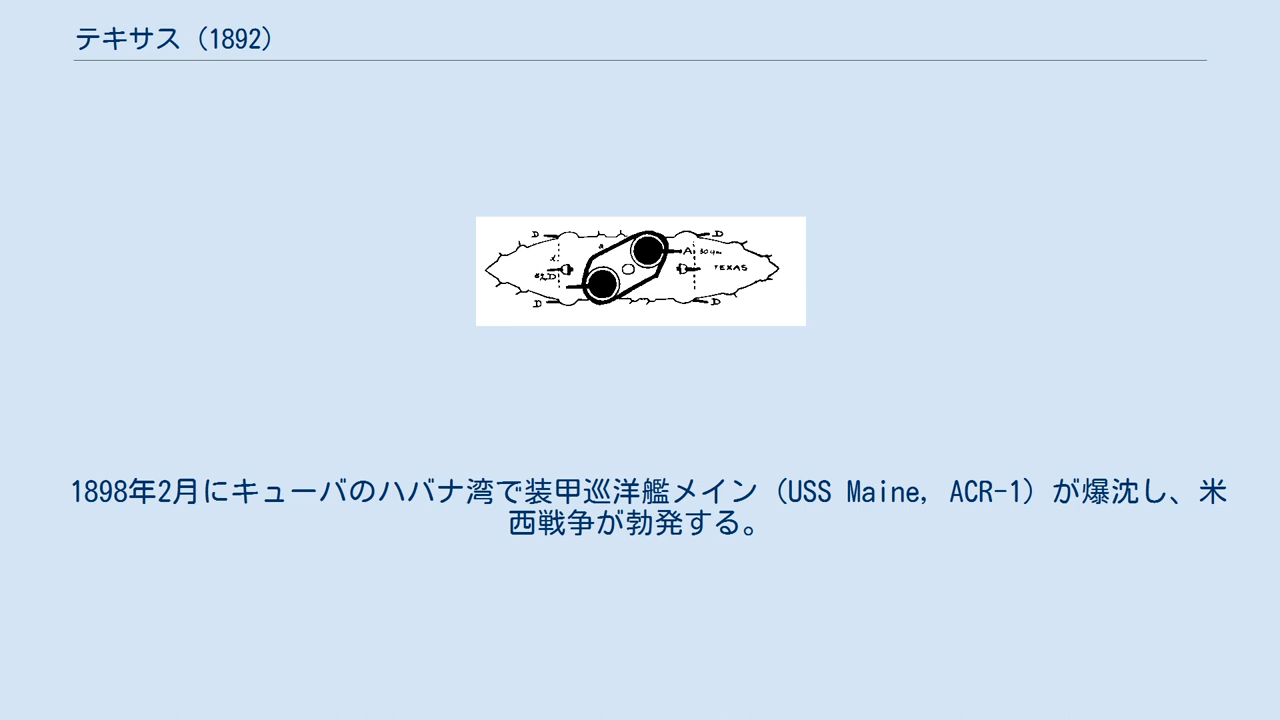 テキサス（1892）
D
D
A
30 cm
TEXAS
D
D
1898年2月にキューバのハバナ湾で装甲巡洋艦メイン（USS Maine, ACR-1）が爆沈し、米
西戦争が勃発する。